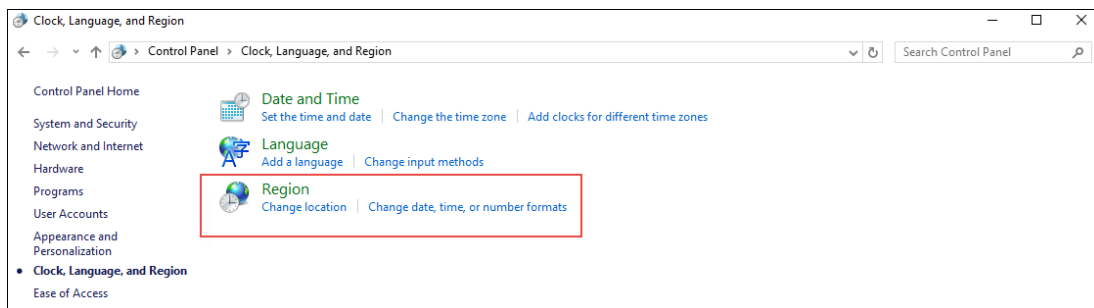 Clock, Language, and Region
Control Panel > Clock, Language, and Region
Search Control Panel
Control Panel Home
System and Security
Network and Internet
Hardware
Programs
User Accounts
Appearance and
Personalization
Clock, Language, and Region
Ease of Access
Date and Time
Set the time and date | Change the time zone | Add clocks for different time zones
Language
Add a language | Change input methods
Region
Change location | Change date, time, or number formats